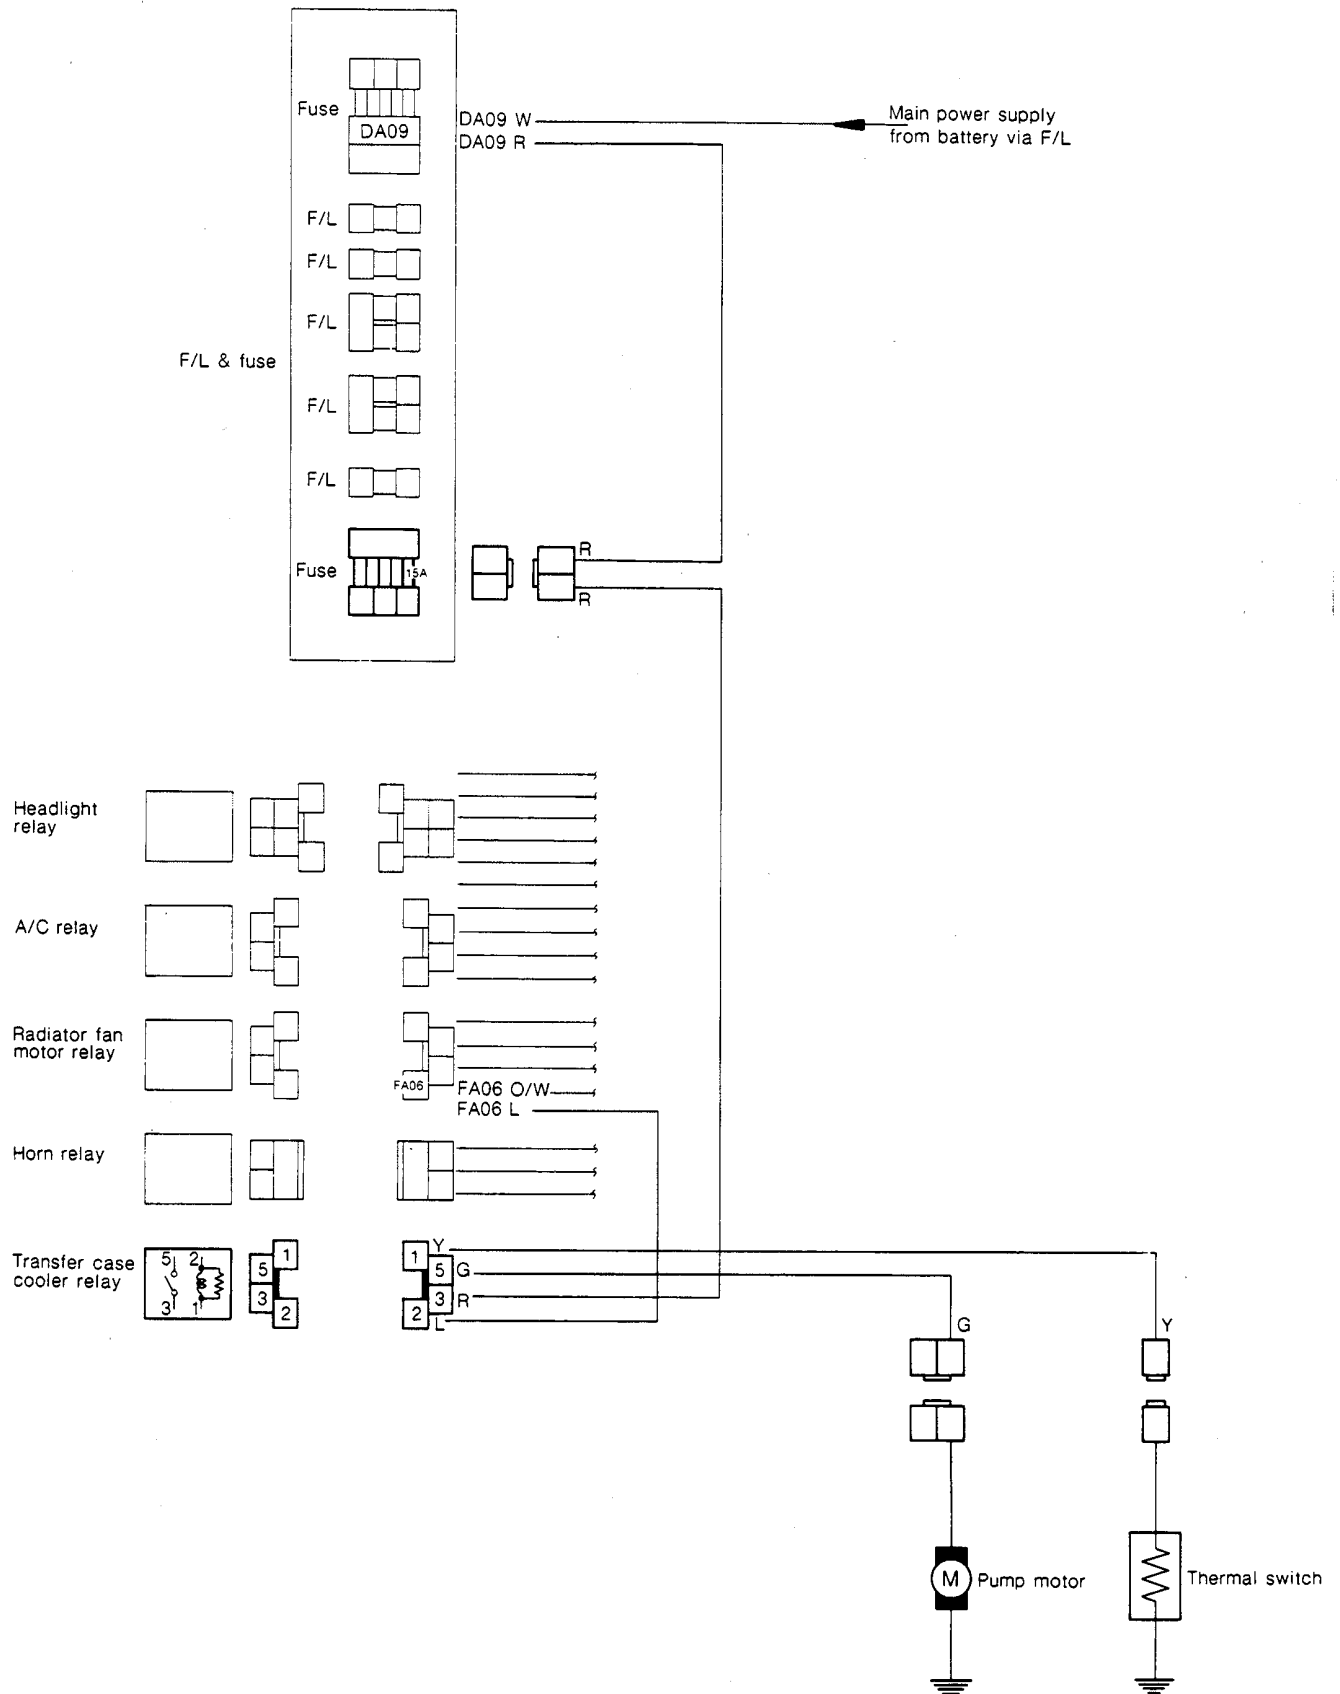 Fuse
DA09
DA09 W
DA09 R
Main power supply
from battery via F/L
F/L
F/L
F/L
F/L & fuse
F/L
F/L
Fuse
15A
R
R
Headlight
relay
A/C relay
Radiator fan
motor relay
FA06
FA06 O/W
FA06 L
Horn relay
Transfer case
cooler relay
5 2
3 1
1
5
3
2
1
5
3
2
Y
G
R
L
G
Y
M
Pump motor
Thermal switch